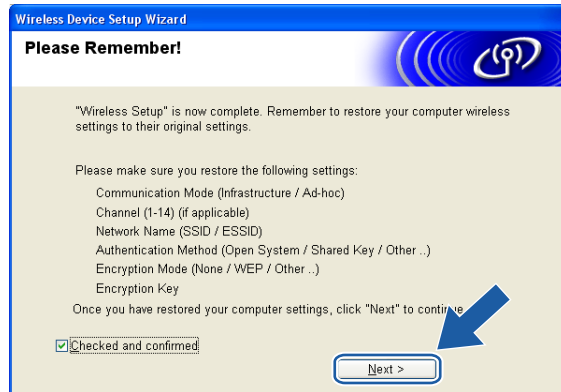 Wireless Device Setup Wizard
Please Remember!
"Wireless Setup" is now complete. Remember to restore your computer wireless
settings to their original settings.
Please make sure you restore the following settings:
Communication Mode (Infrastructure / Ad-hoc)
Channel (1-14) (if applicable)
Network Name (SSID / ESSID)
Authentication Method (Open System / Shared Key / Other ..)
Encryption Mode (None / WEP / Other ..)
Encryption Key
Once you have restored your computer settings, click "Next" to continue
Checked and confirmed
Next >